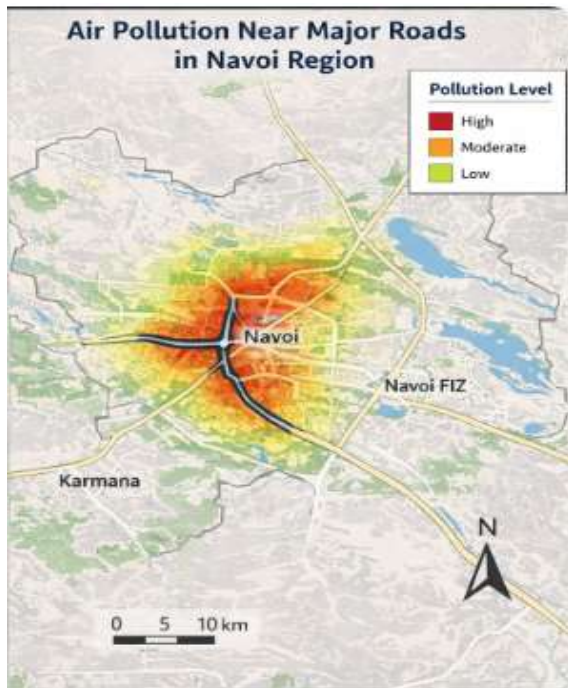 Air Pollution Near Major Roads
in Navoi Region
Pollution Level
High
Moderate
Low
Navoi
Navoi FIZ
Karmana
N
0 5 10 km